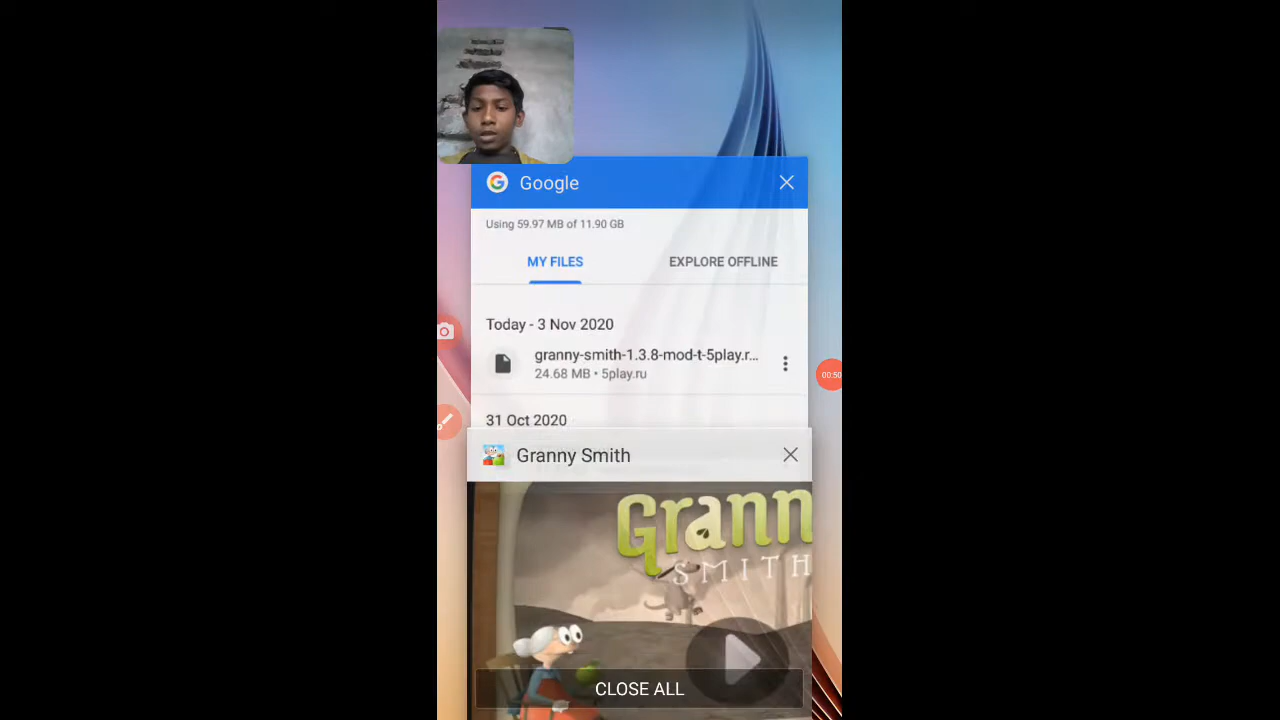 Google
Using 59.97 MB of 11.90 GB
MY FILES
EXPLORE OFFLINE
Today - 3 Nov 2020
granny-smith-1.3.8-mod-t-5play.r...
24.68 MB • 5play.ru
00:50
31 Oct 2020
Granny Smith
Grann
SMITH
CLOSE ALL